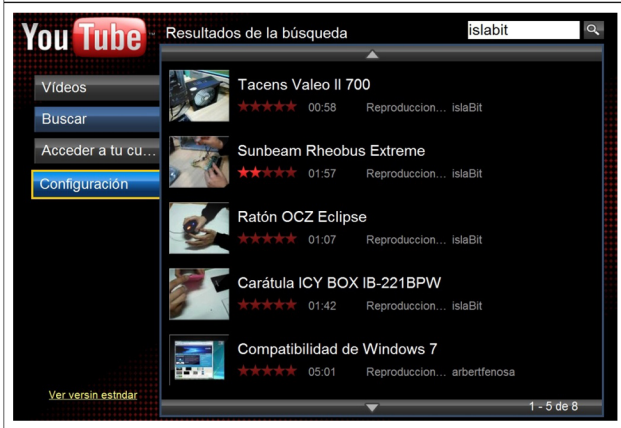 You Tube
Resultados de la búsqueda
islabit
Vídeos
Buscar
Acceder a tu cu...
Configuración
Ver versin estndar
Tacens Valeo II 700
00:58 Reproduccion... islaBit
Sunbeam Rheobus Extreme
01:57 Reproduccion... islaBit
Ratón OCZ Eclipse
01:07 Reproduccion... islaBit
Carátula ICY BOX IB-221BPW
01:42 Reproduccion... islaBit
Compatibilidad de Windows 7
05:01 Reproduccion... arbertfenosa
1 - 5 de 8